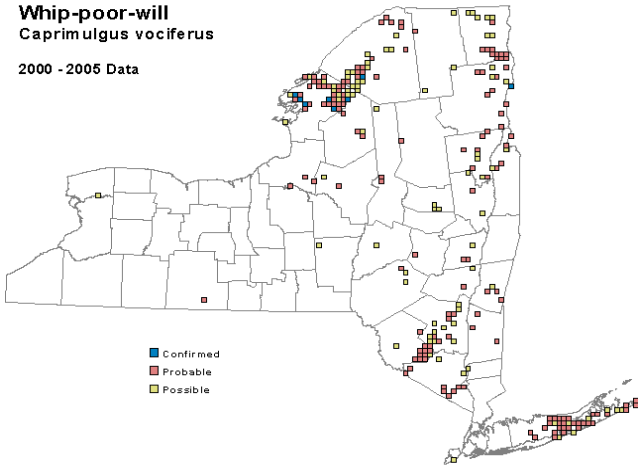 Whip-poor-will
Caprimulgus vociferus
2000 - 2005 Data
Confirmed
Probable
Possible